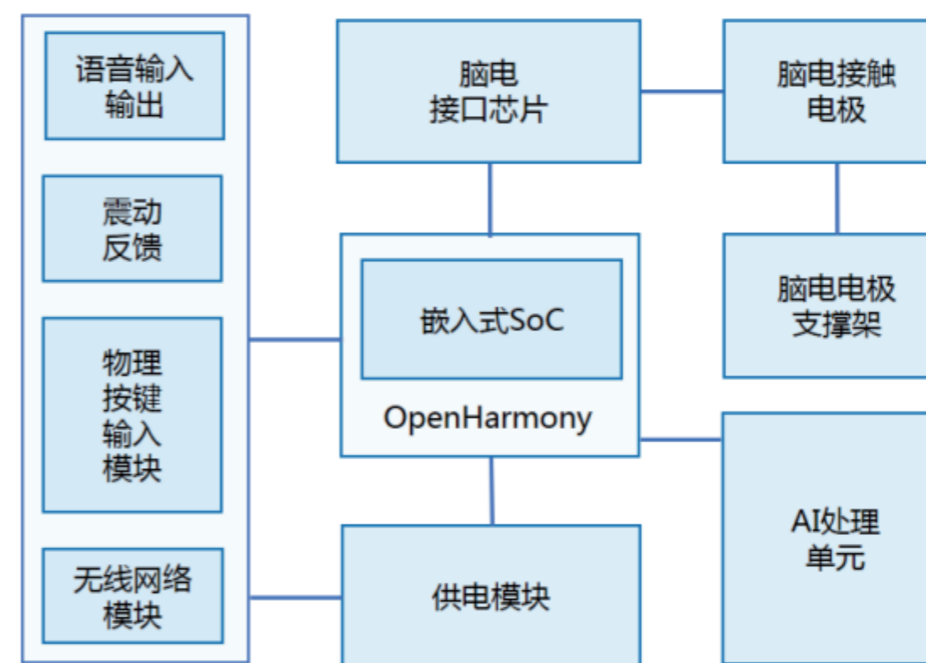 语音输入
输出
震动
反馈
物理
按键
输入
模块
无线网络
模块
脑电
接口芯片
嵌入式SoC
OpenHarmony
供电模块
脑电接触
电极
脑电电极
支撑架
AI处理
单元